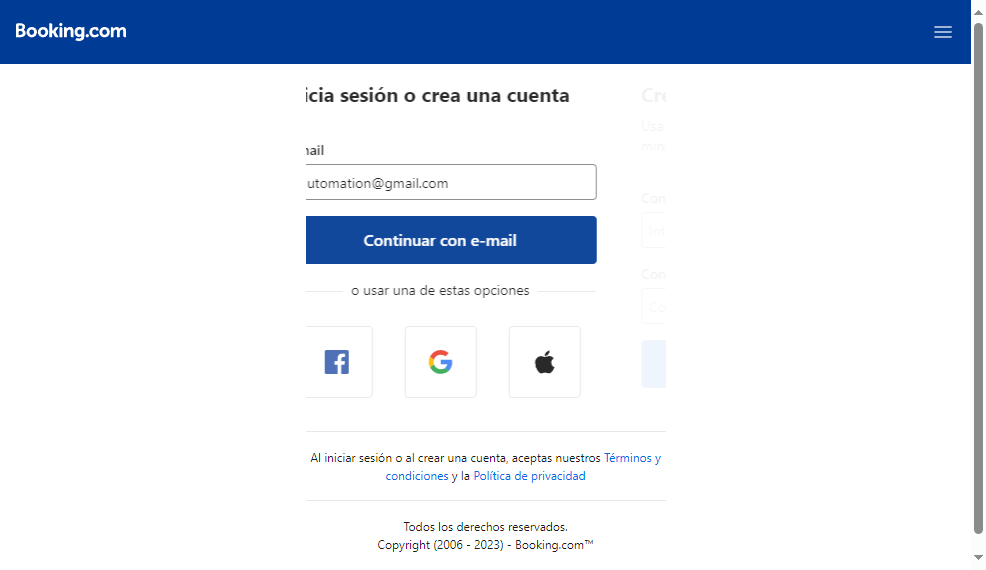 Booking.com
icia sesión o crea una cuenta
Cre
Usa
mín
nail
utomation@gmail.com
Con
Int
Continuar con e-mail
Con
Co
o usar una de estas opciones
Al iniciar sesión o al crear una cuenta, aceptas nuestros Términos y
condiciones y la Política de privacidad
Todos los derechos reservados.
Copyright (2006 - 2023) - Booking.com™